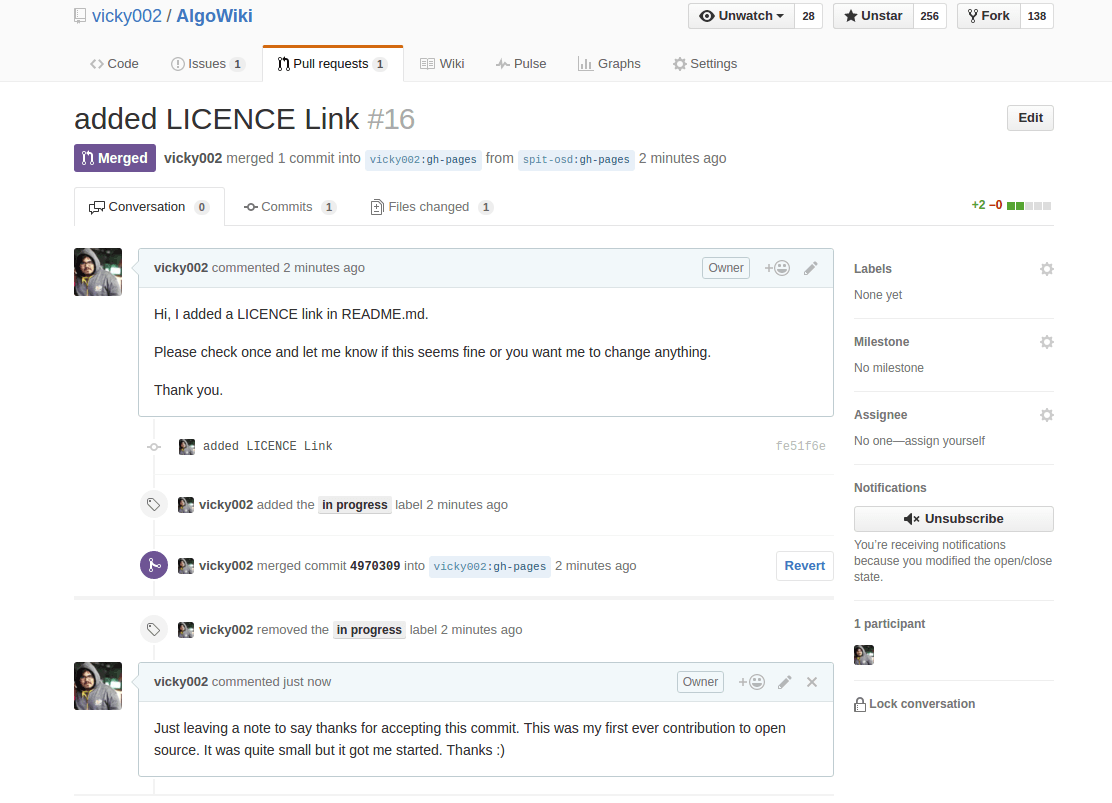 vicky002 / AlgoWiki
Unwatch 28 Unstar 256 Fork 138
Code Issues 1 Pull requests 1 Wiki Pulse Graphs Settings
added LICENCE Link #16
Edit
Merged vicky002 merged 1 commit into vicky002:gh-pages from spit-osd:gh-pages 2 minutes ago
Conversation 0 Commits 1 Files changed 1
+2 −0
vicky002 commented 2 minutes ago Owner
Hi, I added a LICENCE link in README.md.
Please check once and let me know if this seems fine or you want me to change anything.
Thank you.
added LICENCE Link fe51f6e
vicky002 added the in progress label 2 minutes ago
vicky002 merged commit 4970309 into vicky002:gh-pages 2 minutes ago Revert
vicky002 removed the in progress label 2 minutes ago
vicky002 commented just now Owner
Just leaving a note to say thanks for accepting this commit. This was my first ever contribution to open
source. It was quite small but it got me started. Thanks :)
Labels
None yet
Milestone
No milestone
Assignee
No one—assign yourself
Notifications
Unsubscribe
You're receiving notifications
because you modified the open/close
state.
1 participant
Lock conversation